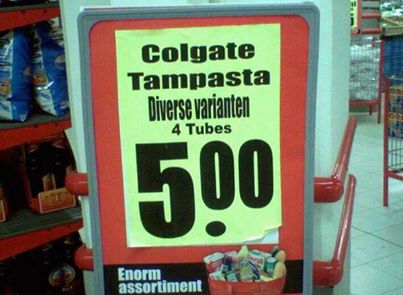 Colgate
Tampasta
Diverse varianten
4 Tubes
5.00
Enorm
assortiment